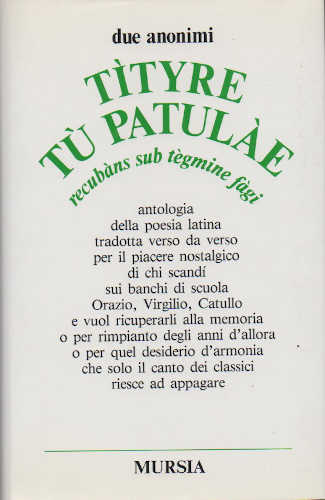 due anonimi
TÌTYRE
TÙ PATULÀE
recubàns sub tègmine fàgi
antologia
della poesia latina
tradotta verso da verso
per il piacere nostalgico
di chi scandí
sui banchi di scuola
Orazio, Virgilio, Catullo
e vuol ricuperarli alla memoria
o per rimpianto degli anni d'allora
o per quel desiderio d'armonia
che solo il canto dei classici
riesce ad appagare
MURSIA